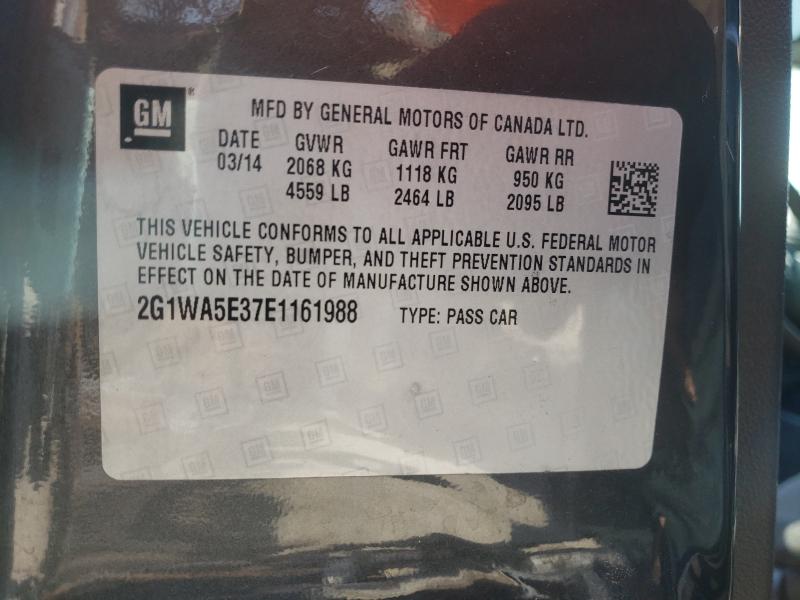 GM ®
MFD BY GENERAL MOTORS OF CANADA LTD.
DATE GVWR GAWR FRT GAWR RR
03/14 2068 KG 1118 KG 950 KG
4559 LB 2464 LB 2095 LB
THIS VEHICLE CONFORMS TO ALL APPLICABLE U.S. FEDERAL MOTOR
VEHICLE SAFETY, BUMPER, AND THEFT PREVENTION STANDARDS IN
EFFECT ON THE DATE OF MANUFACTURE SHOWN ABOVE.
2G1WA5E37E1161988 TYPE: PASS CAR